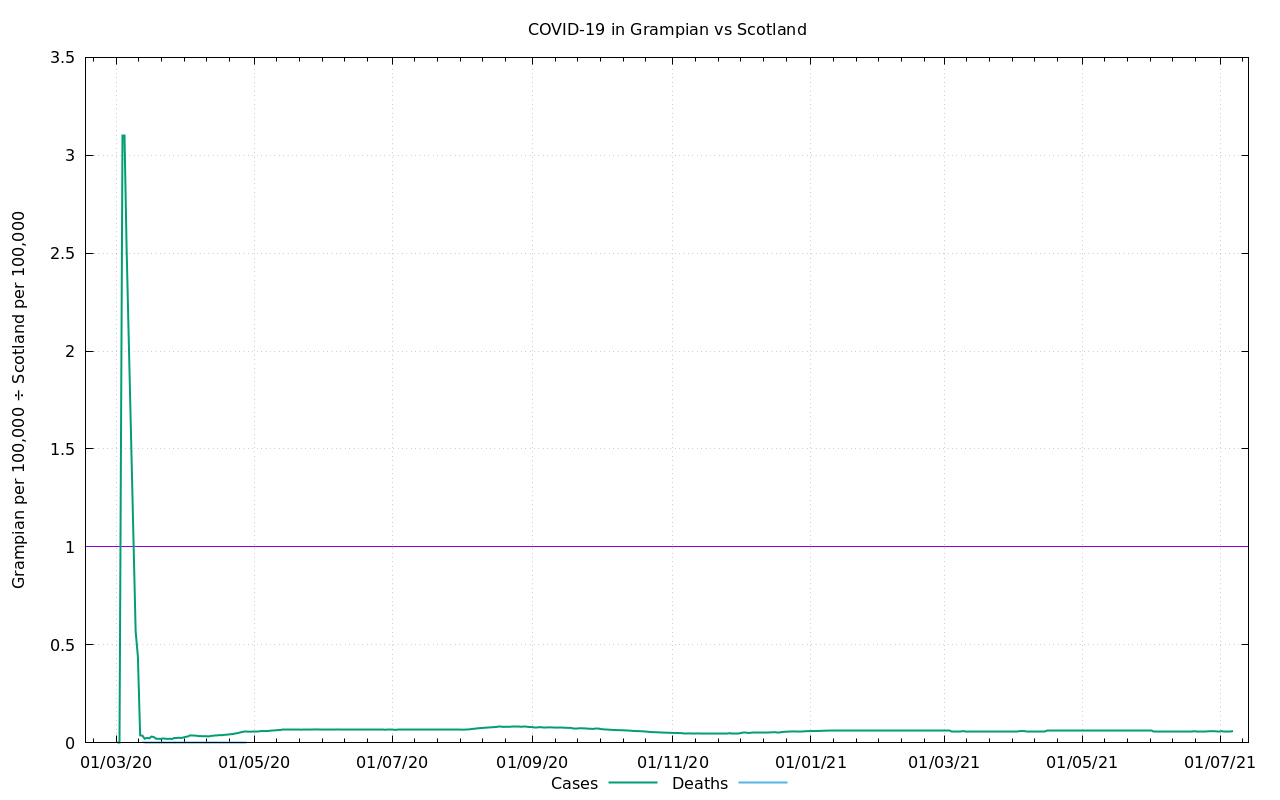 COVID-19 in Grampian vs Scotland
Grampian per 100,000 ÷ Scotland per 100,000
3.5
3
2.5
2
1.5
1
0.5
0
01/03/20 01/05/20 01/07/20 01/09/20 01/11/20 01/01/21 01/03/21 01/05/21 01/07/21
Cases Deaths